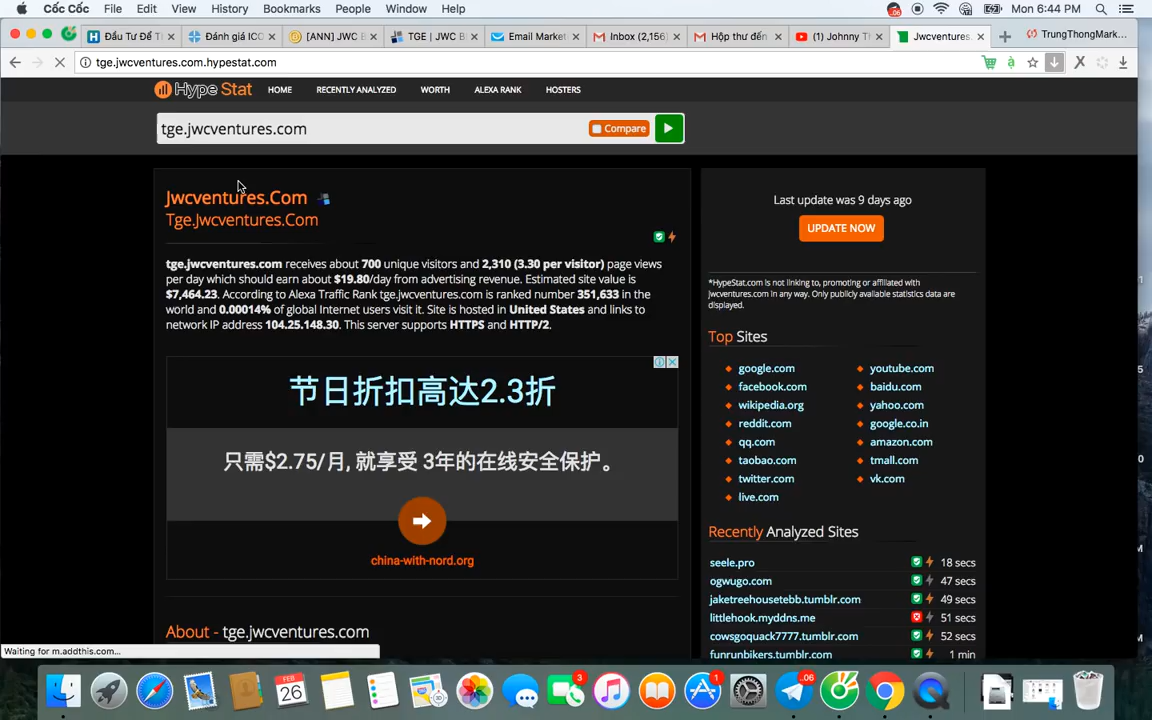 Cốc Cốc File Edit View History Bookmarks People Window Help
Mon 6:44 PM
Đầu Tư Để Th
Đánh giá ICO
[ANN] JWC B
TGE | JWC B
Email Market
Inbox (2,156)
Hộp thư đến
(1) Johnny T
Jwcventures.
TrungThongMark...
tge.jwcventures.com.hypestat.com
Hype Stat
HOME
RECENTLY ANALYZED
WORTH
ALEXA RANK
HOSTERS
tge.jwcventures.com
Compare
Jwcventures.Com
Tge.Jwcventures.Com
tge.jwcventures.com receives about 700 unique visitors and 2,310 (3.30 per visitor) page views
per day which should earn about $19.80/day from advertising revenue. Estimated site value is
$7,464.23. According to Alexa Traffic Rank tge.jwcventures.com is ranked number 351,633 in the
world and 0.00014% of global Internet users visit it. Site is hosted in United States and links to
network IP address 104.25.148.30. This server supports HTTPS and HTTP/2.
节日折扣高达2.3折
只需$2.75/月, 就享受 3年的在线安全保护。
china-with-nord.org
About - tge.jwcventures.com
Last update was 9 days ago
UPDATE NOW
*HypeStat.com is not linking to, promoting or affiliated with
jwcventures.com in any way. Only publicly available statistics data are
displayed.
Top Sites
google.com youtube.com
facebook.com baidu.com
wikipedia.org yahoo.com
reddit.com google.co.in
qq.com amazon.com
taobao.com tmall.com
twitter.com vk.com
live.com
Recently Analyzed Sites
seele.pro 18 secs
ogwugo.com 47 secs
jaketreehousetebb.tumblr.com 49 secs
littlehook.myddns.me 51 secs
cowsgoquack7777.tumblr.com 52 secs
funrunbikers.tumblr.com 1 min
Waiting for m.addthis.com...
FEB
26
3
1
.06